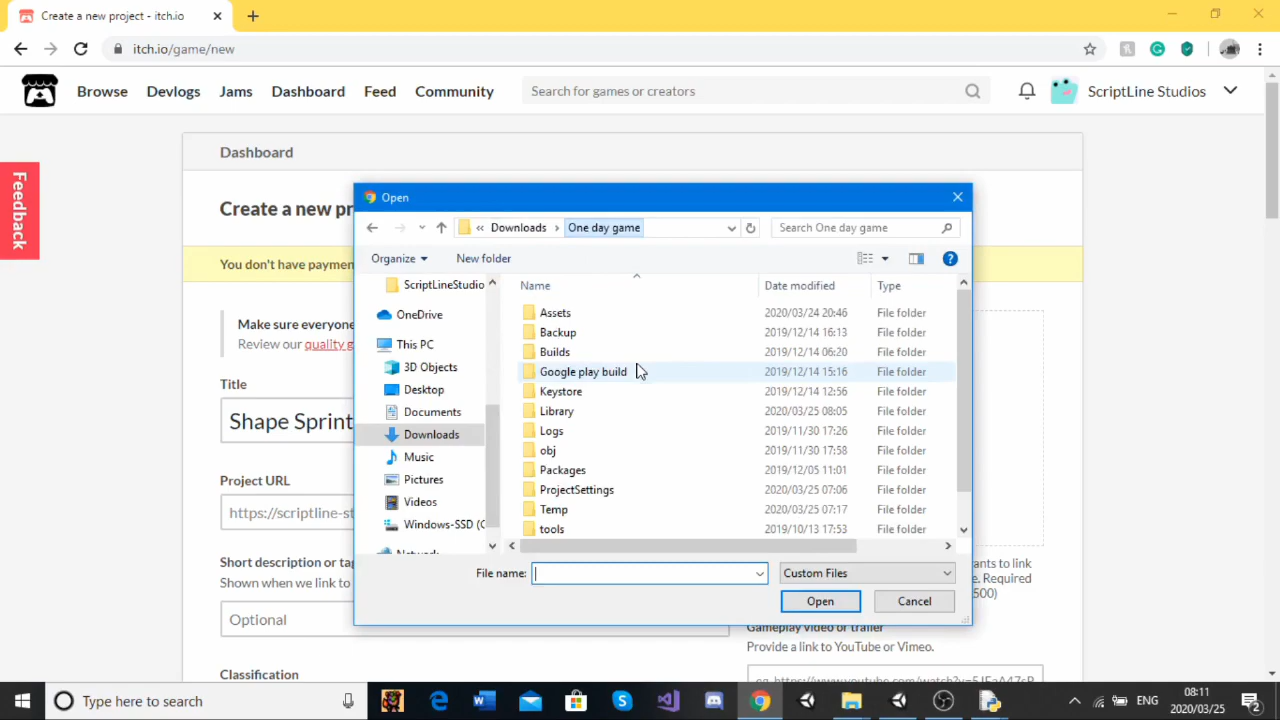 Create a new project - itch.io
itch.io/game/new
Browse Devlogs Jams Dashboard Feed Community Search for games or creators ScriptLine Studios
Feedback
Dashboard
Create a new pr
You don't have paymen
Make sure everyone
Review our quality g
Title
Shape Sprint
Project URL
https://scriptline-st
Short description or tag
Shown when we link to
Optional
Classification
Open
« Downloads > One day game Search One day game
Organize New folder
ScriptLineStudio
OneDrive
This PC
3D Objects
Desktop
Documents
Downloads
Music
Pictures
Videos
Windows-SSD (C
Network
Name Date modified Type
Assets 2020/03/24 20:46 File folder
Backup 2019/12/14 16:13 File folder
Builds 2019/12/14 06:20 File folder
Google play build 2019/12/14 15:16 File folder
Keystore 2019/12/14 12:56 File folder
Library 2020/03/25 08:05 File folder
Logs 2019/11/30 17:26 File folder
obj 2019/11/30 17:58 File folder
Packages 2019/12/05 11:01 File folder
ProjectSettings 2020/03/25 07:06 File folder
Temp 2020/03/25 07:17 File folder
tools 2019/10/13 17:53 File folder
File name: Custom Files
Open Cancel
ants to link
e. Required
500)
Gameplay video or trailer
Provide a link to YouTube or Vimeo.
Type here to search
ENG
08:11
2020/03/25
2